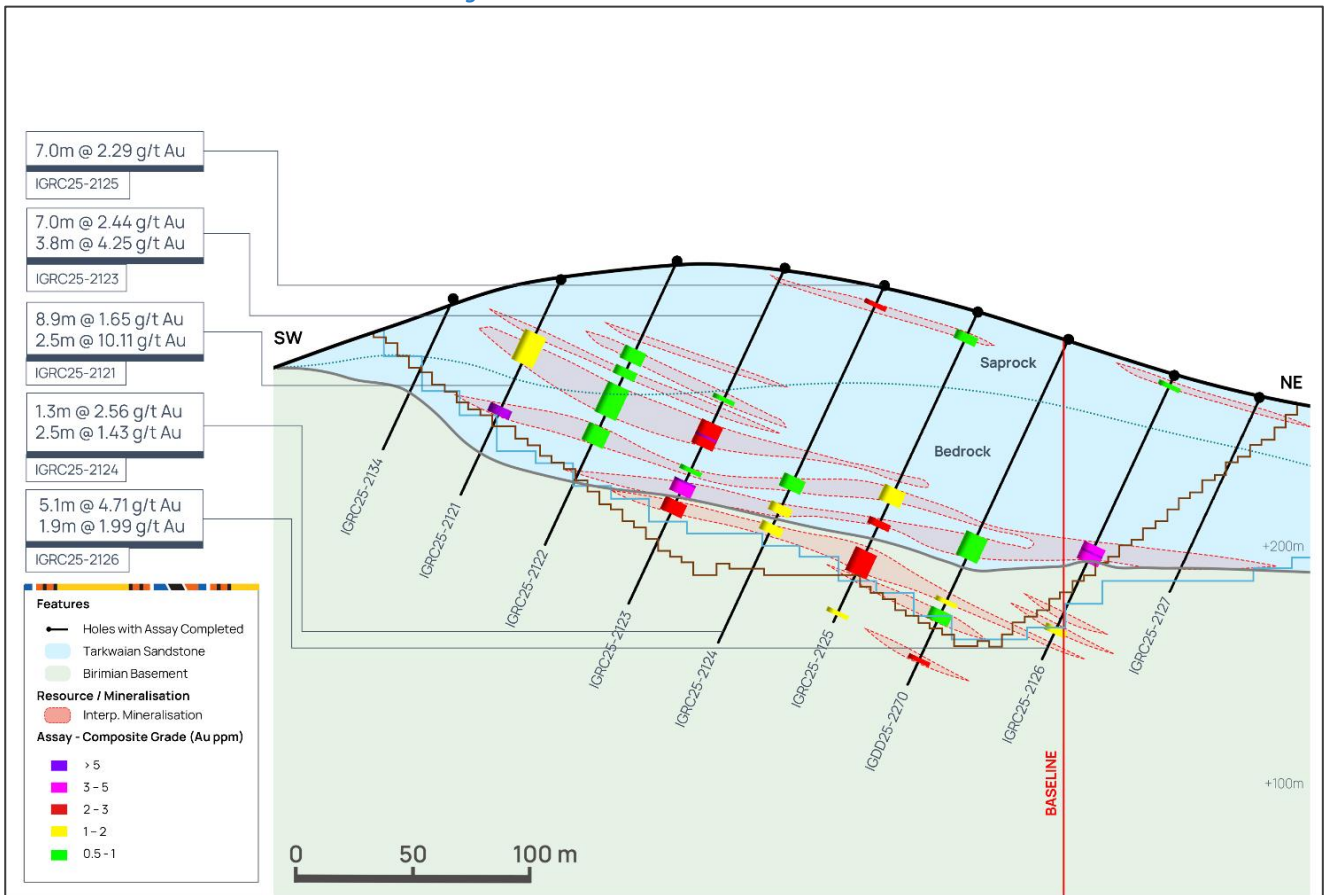 7.0m @ 2.29 g/t Au
IGRC25-2125
7.0m @ 2.44 g/t Au
3.8m @ 4.25 g/t Au
IGRC25-2123
8.9m @ 1.65 g/t Au
2.5m @ 10.11 g/t Au
IGRC25-2121
1.3m @ 2.56 g/t Au
2.5m @ 1.43 g/t Au
IGRC25-2124
5.1m @ 4.71 g/t Au
1.9m @ 1.99 g/t Au
IGRC25-2126
SW
NE
Saprock
Bedrock
+200m
+100m
IGRC25-2134
IGRC25-2121
IGRC25-2122
IGRC25-2123
IGRC25-2124
IGRC25-2125
IGDD25-2270
IGRC25-2126
IGRC25-2127
BASELINE
Features
Holes with Assay Completed
Tarkwaian Sandstone
Birimian Basement
Resource / Mineralisation
Interp. Mineralisation
Assay - Composite Grade (Au ppm)
> 5
3 - 5
2 - 3
1 - 2
0.5 - 1
0 50 100 m